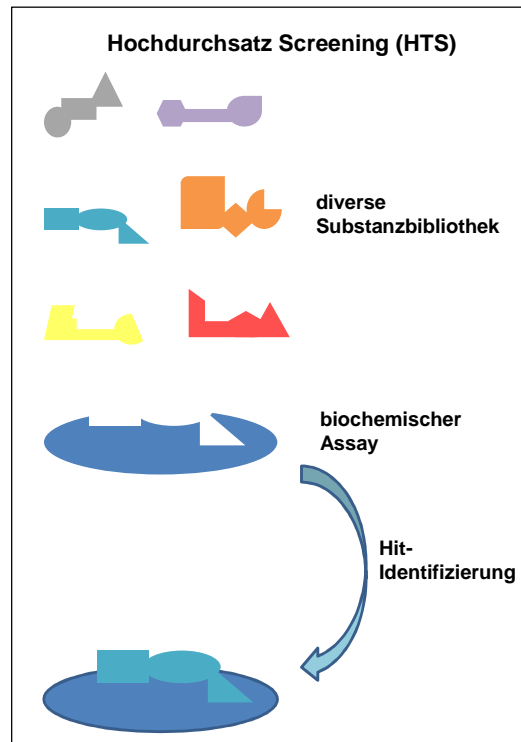 Hochdurchsatz Screening (HTS)
diverse
Substanzbibliothek
biochemischer
Assay
Hit-
Identifizierung